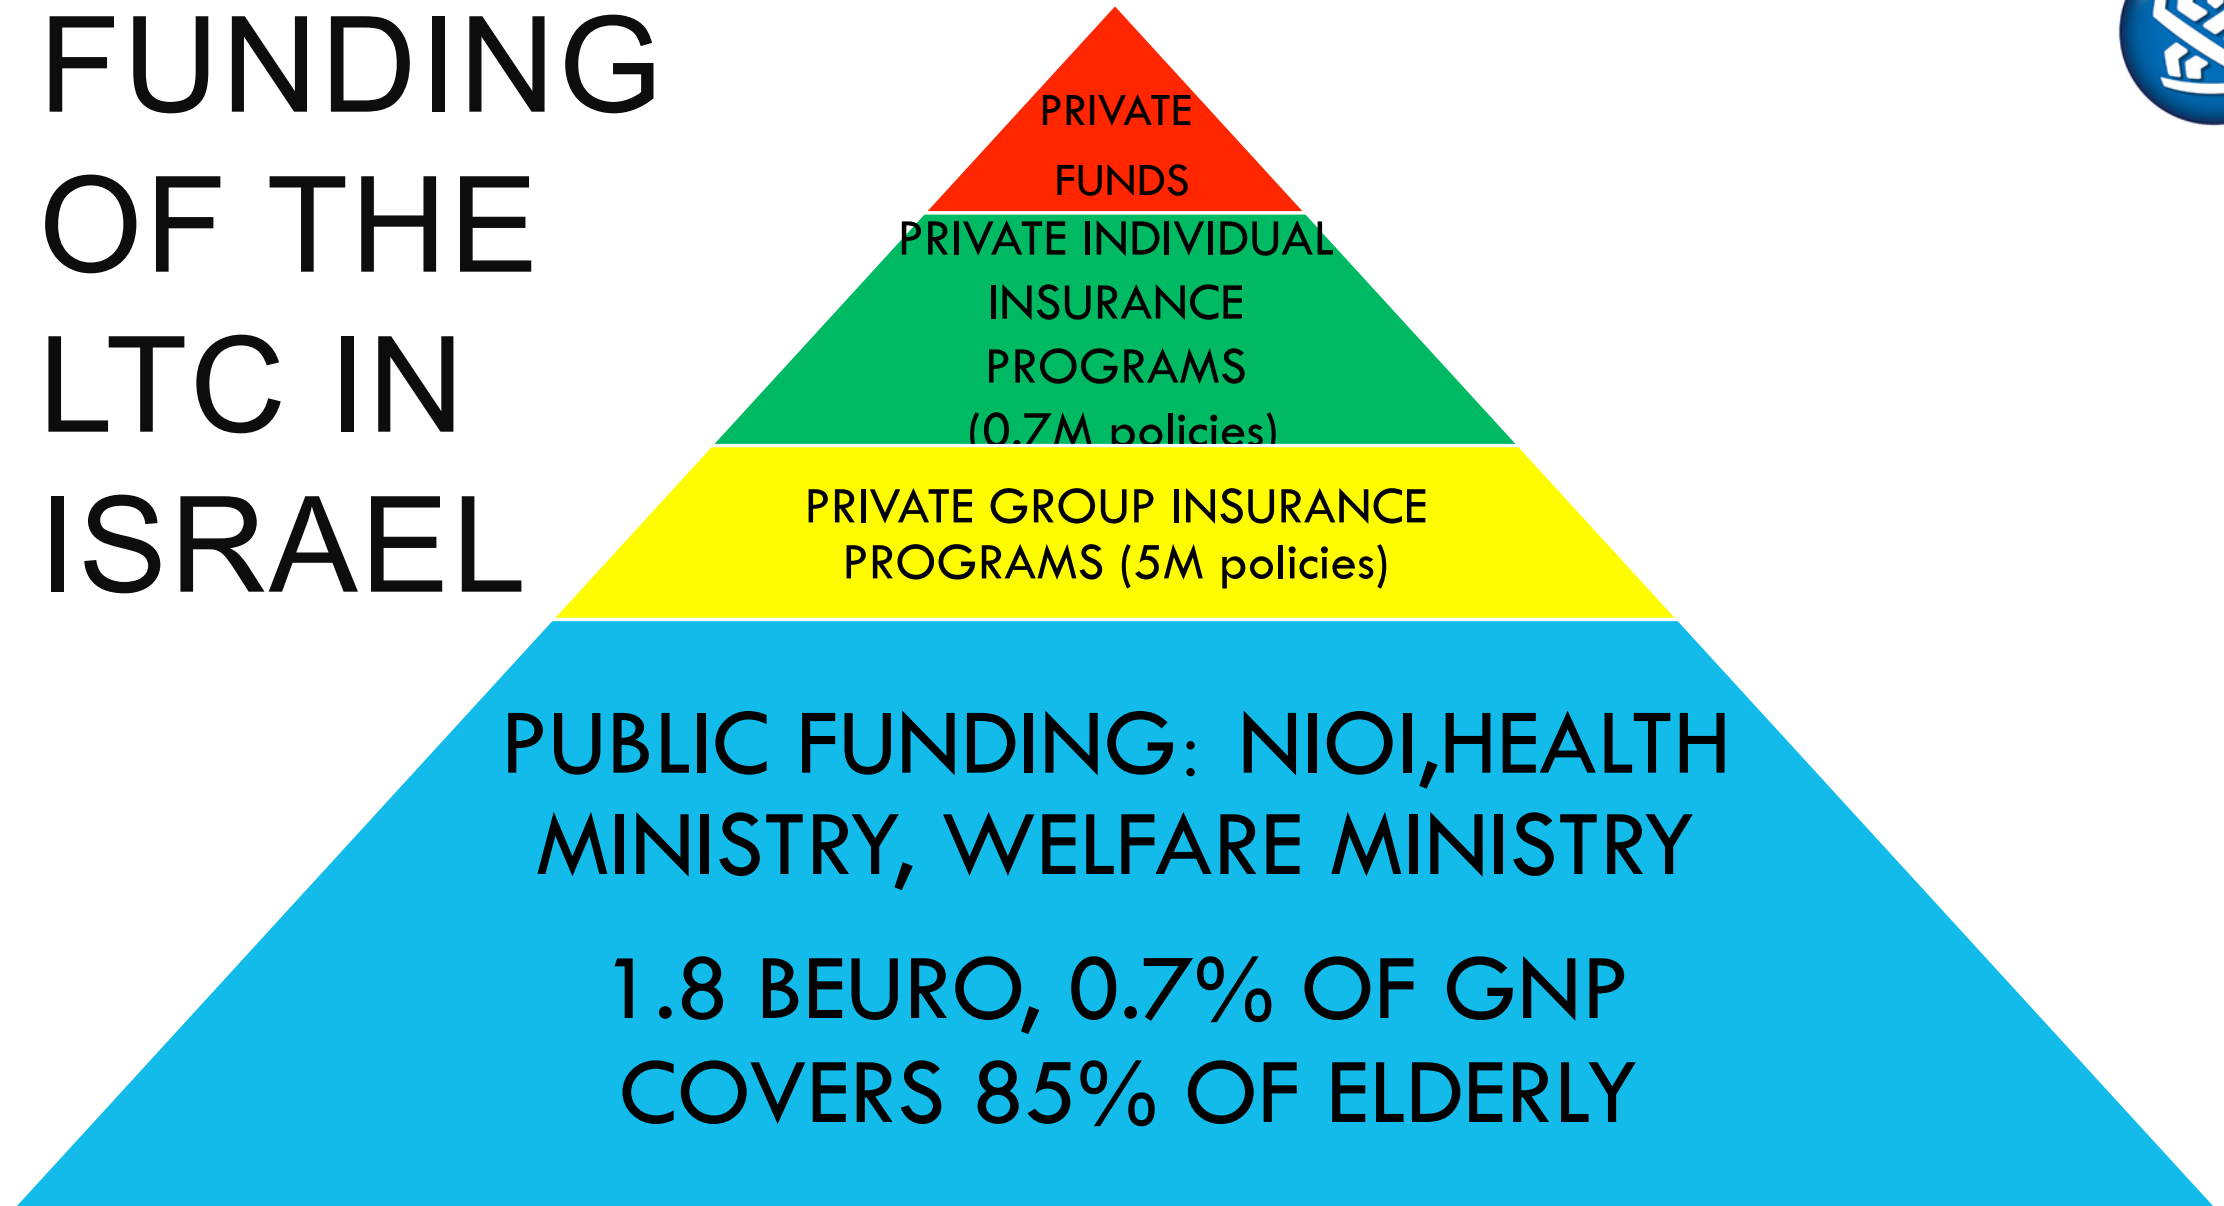 FUNDING
OF THE
LTC IN
ISRAEL
PRIVATE
FUNDS
PRIVATE INDIVIDUAL
INSURANCE
PROGRAMS
(0.7M policies)
PRIVATE GROUP INSURANCE
PROGRAMS (5M policies)
PUBLIC FUNDING: NIOI,HEALTH
MINISTRY, WELFARE MINISTRY
1.8 BEURO, 0.7% OF GNP
COVERS 85% OF ELDERLY